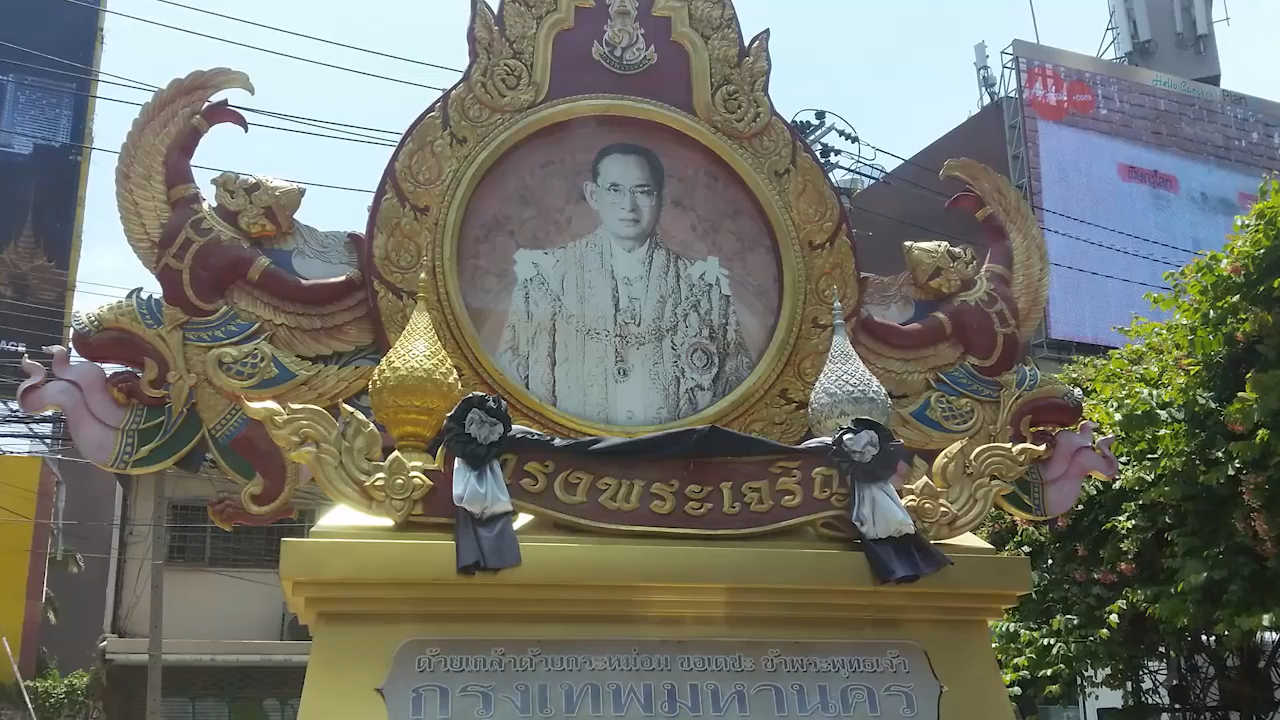 Hello Bangkok
ทรงพระเจริญ
ด้วยเกล้าด้วยกระหม่อม ขอเดชะ ข้าพระพุทธเจ้า
กรุงเทพมหานคร